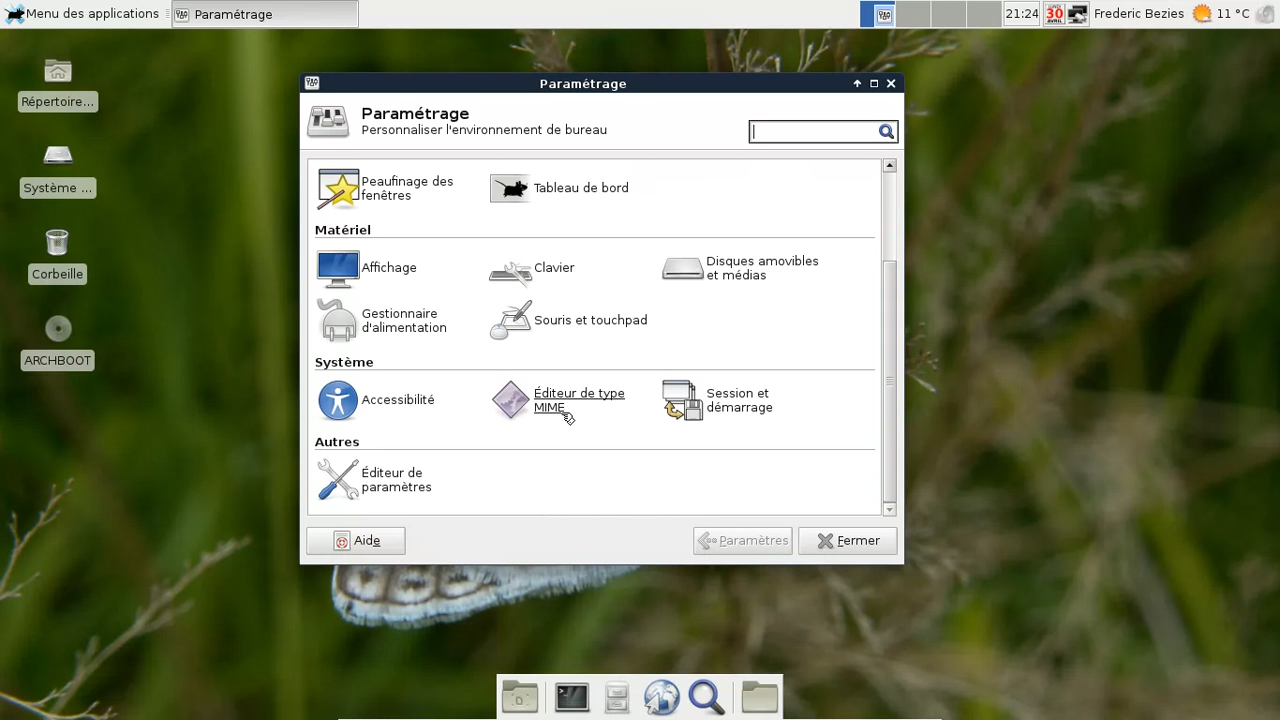 Menu des applications
Paramétrage
21:24
LUNDI
30
AVRIL
Frederic Bezies
11 °C
Répertoire...
Système ...
Corbeille
ARCHBOOT
Paramétrage
Paramétrage
Personnaliser l'environnement de bureau
Peaufinage des
fenêtres
Tableau de bord
Matériel
Affichage
Clavier
Disques amovibles
et médias
Gestionnaire
d'alimentation
Souris et touchpad
Système
Accessibilité
Éditeur de type
MIME
Session et
démarrage
Autres
Éditeur de
paramètres
Aide
Paramètres
Fermer